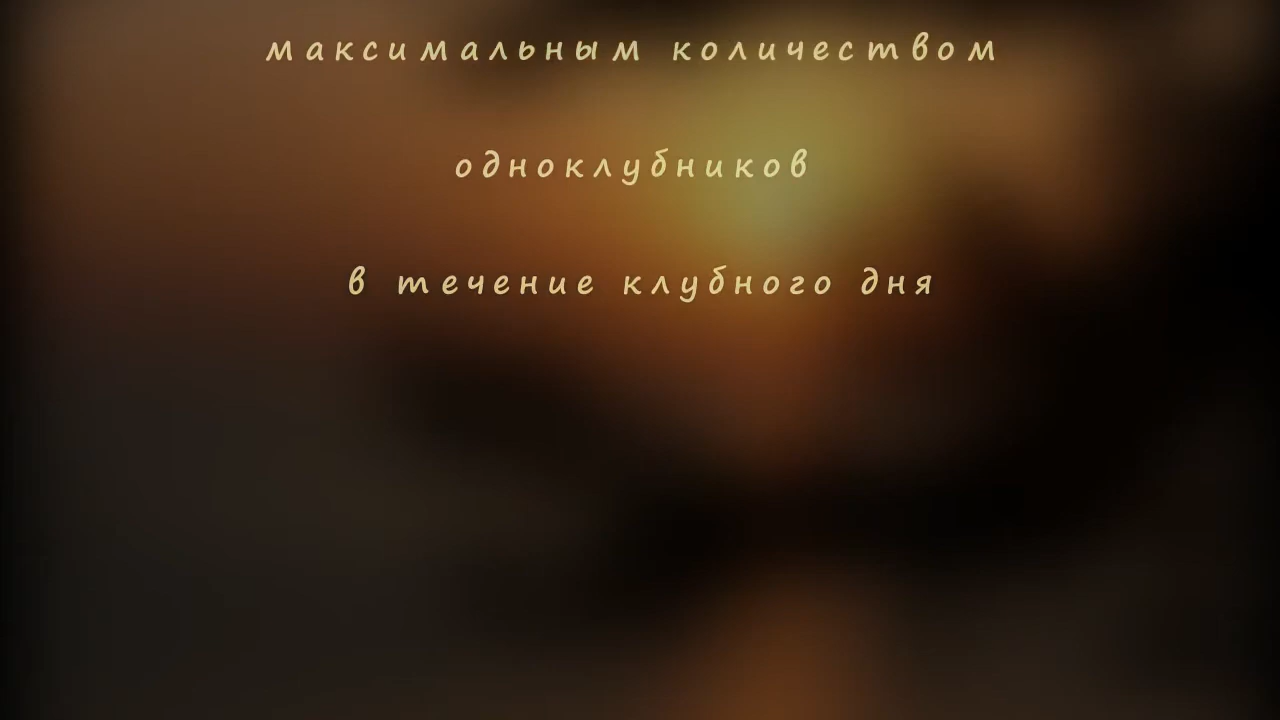 максимальным количеством
одноклубников
в течение клубного дня